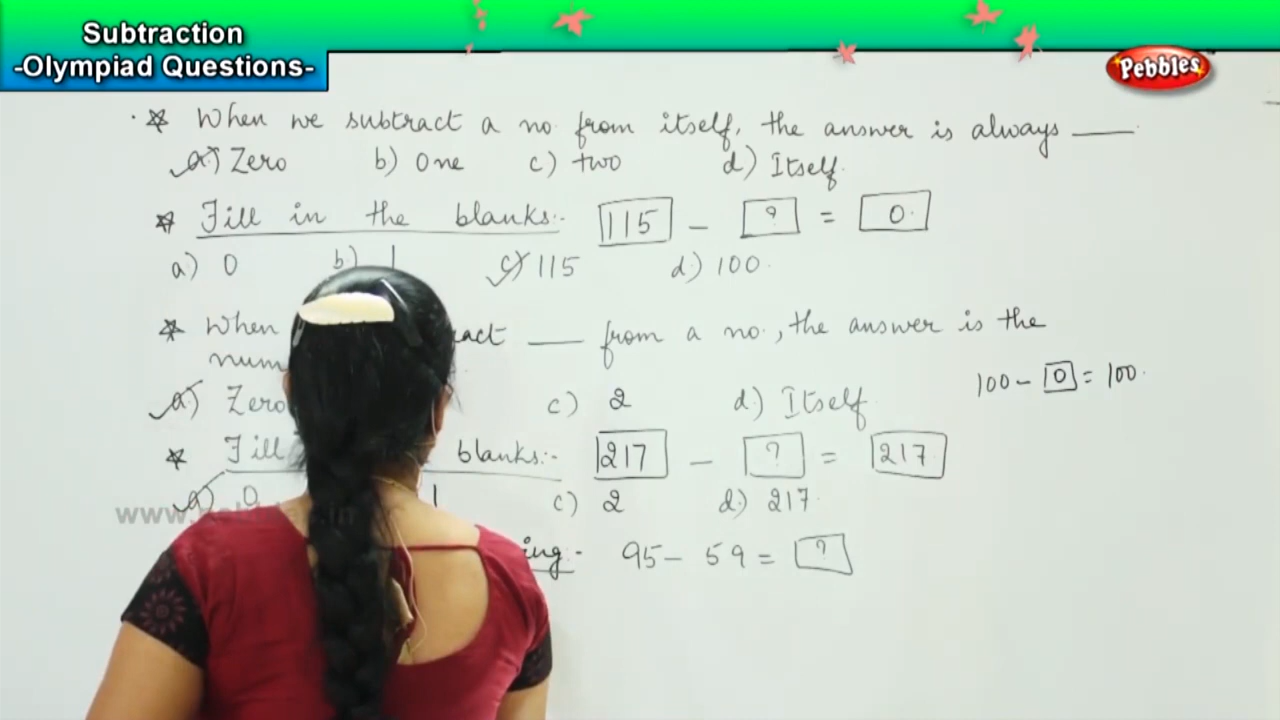 Subtraction
-Olympiad Questions-
Pebbles
☆ When we subtract a no. from itself, the answer is always ____
a) Zero b) One c) two d) Itself.
☆ Fill in the blanks:- 115 - ? = 0.
a) 0 b) 1 c) 115 d) 100.
☆ When ____ from a no., the answer is the
100 - 0 = 100.
a) Zero c) 2 d) Itself
☆ Fill blanks:- 217 - ? = 217
a) 0 1 c) 2 d) 217.
95 - 59 = ?